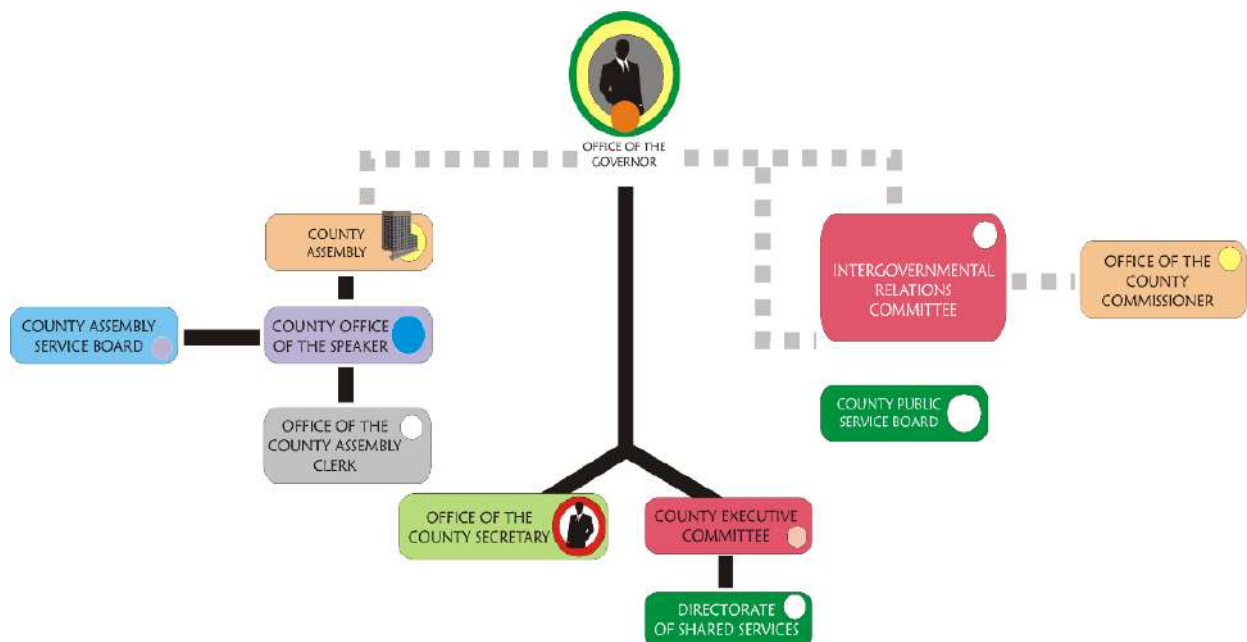 OFFICE OF THE
GOVERNOR
COUNTY
ASSEMBLY
INTERGOVERNMENTAL
RELATIONS
COMMITTEE
OFFICE OF THE
COUNTY
COMMISSIONER
COUNTY ASSEMBLY
SERVICE BOARD
COUNTY OFFICE
OF THE SPEAKER
COUNTY PUBLIC
SERVICE BOARD
OFFICE OF THE
COUNTY ASSEMBLY
CLERK
OFFICE OF THE
COUNTY SECRETARY
COUNTY EXECUTIVE
COMMITTEE
DIRECTORATE
OF SHARED SERVICES